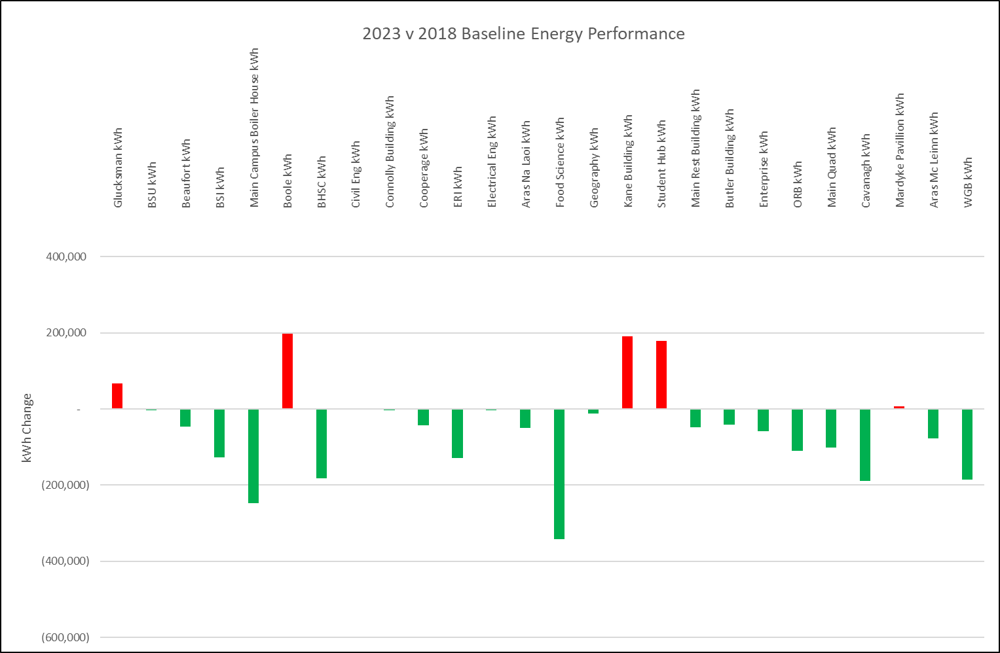 2023 v 2018 Baseline Energy Performance
Glucksman kWh
BSU kWh
Beaufort kWh
BSI kWh
Main Campus Boiler House kWh
Boole kWh
BHSC kWh
Civil Eng kWh
Connolly Building kWh
Cooperage kWh
ERI kWh
Electrical Eng kWh
Aras Na Laoi kWh
Food Science kWh
Geography kWh
Kane Building kWh
Student Hub kWh
Main Rest Building kWh
Butler Building kWh
Enterprise kWh
ORB kWh
Main Quad kWh
Cavanagh kWh
Mardyke Pavillion kWh
Aras Mc Leinn kWh
WGB kWh
400,000
200,000
-
(200,000)
(400,000)
(600,000)
kWh Change